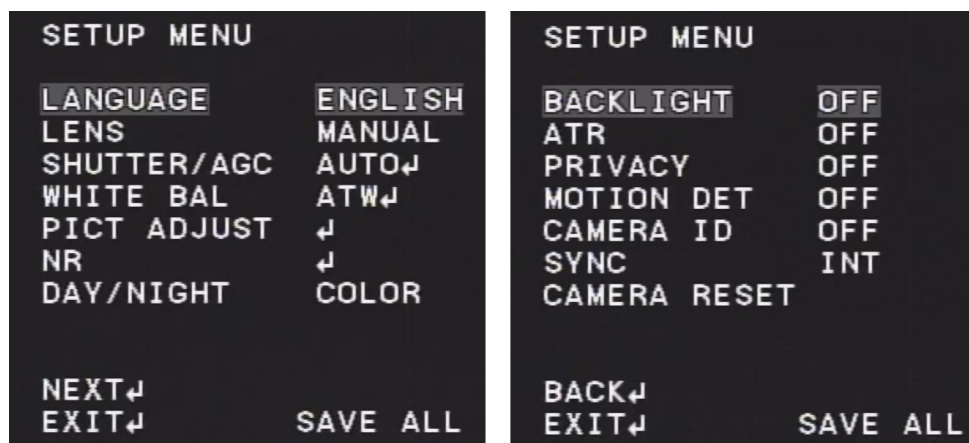 SETUP MENU
LANGUAGE ENGLISH
LENS MANUAL
SHUTTER/AGC AUTO↲
WHITE BAL ATW↲
PICT ADJUST ↲
NR ↲
DAY/NIGHT COLOR
NEXT↲
EXIT↲ SAVE ALL
SETUP MENU
BACKLIGHT OFF
ATR OFF
PRIVACY OFF
MOTION DET OFF
CAMERA ID OFF
SYNC INT
CAMERA RESET
BACK↲
EXIT↲ SAVE ALL